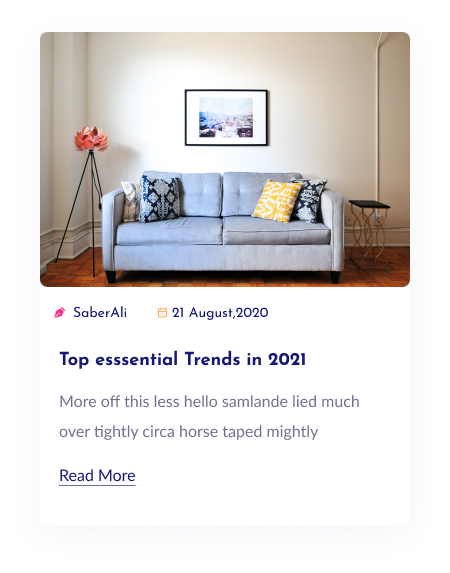 SaberAli
21 August,2020
Top esssential Trends in 2021
More off this less hello samlande lied much
over tightly circa horse taped mightly
Read More